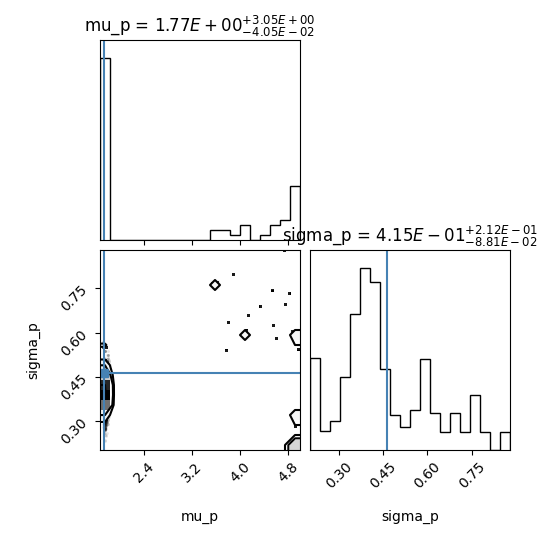 mu_p = 1.77E + 00+3.05E+00
−4.05E−02
sigma_p = 4.15E − 01+2.12E−01
−8.81E−02
0.75
0.60
0.45
0.30
sigma_p
2.4 3.2 4.0 4.8
mu_p
0.30 0.45 0.60 0.75
sigma_p